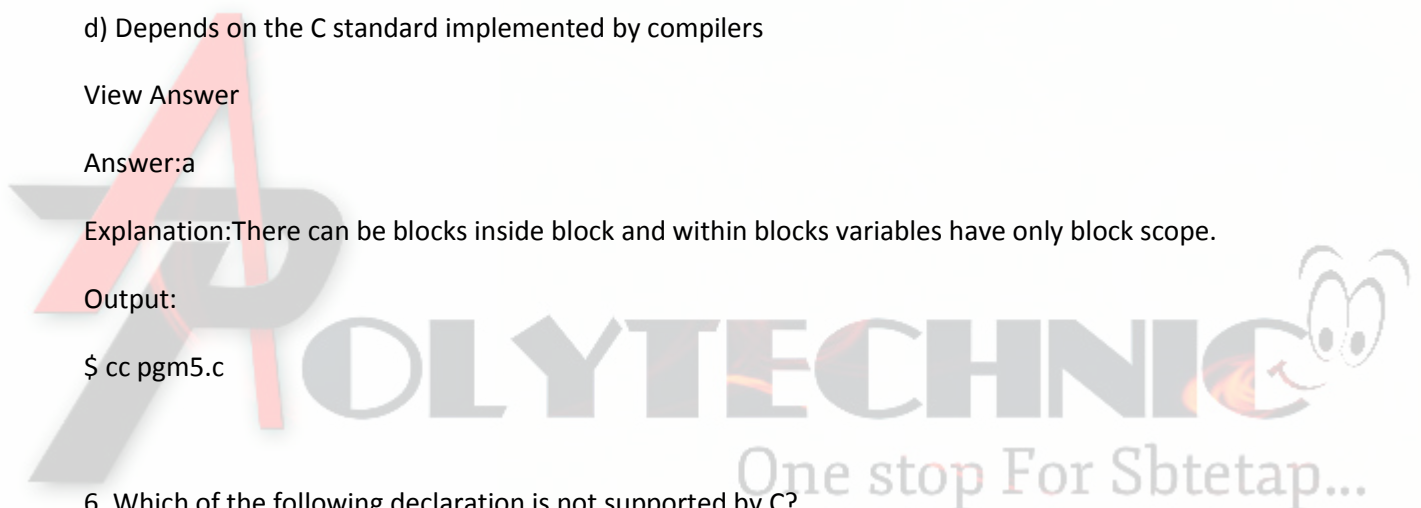 d) Depends on the C standard implemented by compilers
View Answer
Answer:a
Explanation:There can be blocks inside block and within blocks variables have only block scope.
Output:
$ cc pgm5.c
POLYTECHNIC
One stop For Sbtetap...
6. Which of the following declaration is not supported by C?